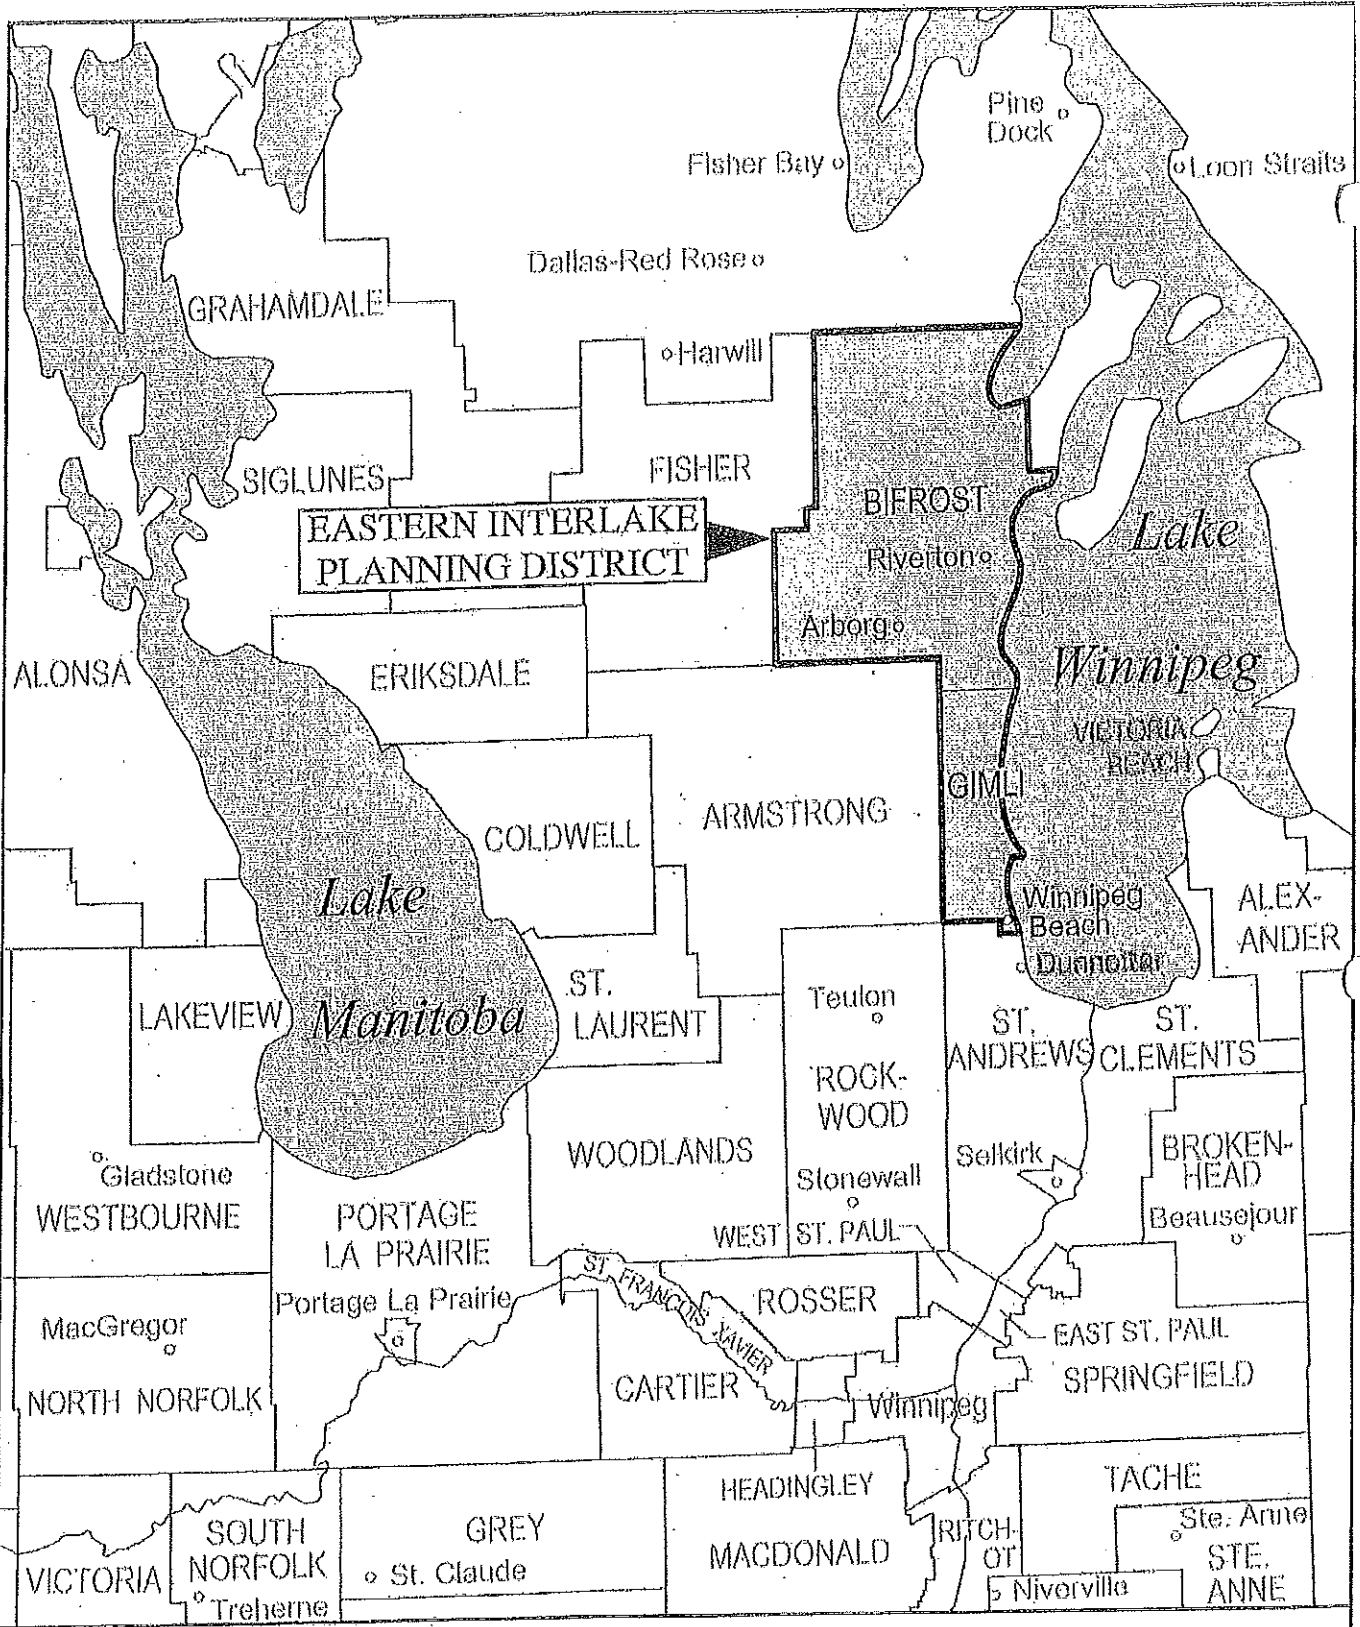 Pine
Dock
Fisher Bay
Loon Straits
Dallas-Red Rose
GRAHAMDALE
Harwill
FISHER
SIGLUNES
BIFROST
EASTERN INTERLAKE
PLANNING DISTRICT
Lake
Winnipeg
Riverton
Arborg
ALONSA
ERIKSDALE
VICTORIA
BEACH
GIMLI
ARMSTRONG
COLDWELL
Lake
Manitoba
Winnipeg
Beach
ALEX-
ANDER
Dunnottar
LAKEVIEW
ST.
LAURENT
Teulon
ST.
ANDREWS
ST.
CLEMENTS
ROCK-
WOOD
WOODLANDS
Selkirk
BROKEN-
HEAD
Gladstone
Stonewall
WESTBOURNE
PORTAGE
LA PRAIRIE
WEST ST. PAUL
Beausejour
ST. FRANCOIS XAVIER
ROSSER
Portage La Prairie
MacGregor
EAST ST. PAUL
NORTH NORFOLK
CARTIER
Winnipeg
SPRINGFIELD
HEADINGLEY
TACHE
SOUTH
NORFOLK
GREY
MACDONALD
RITCH-
OT
Ste. Anne
STE.
ANNE
VICTORIA
St. Claude
Niverville
Treherne